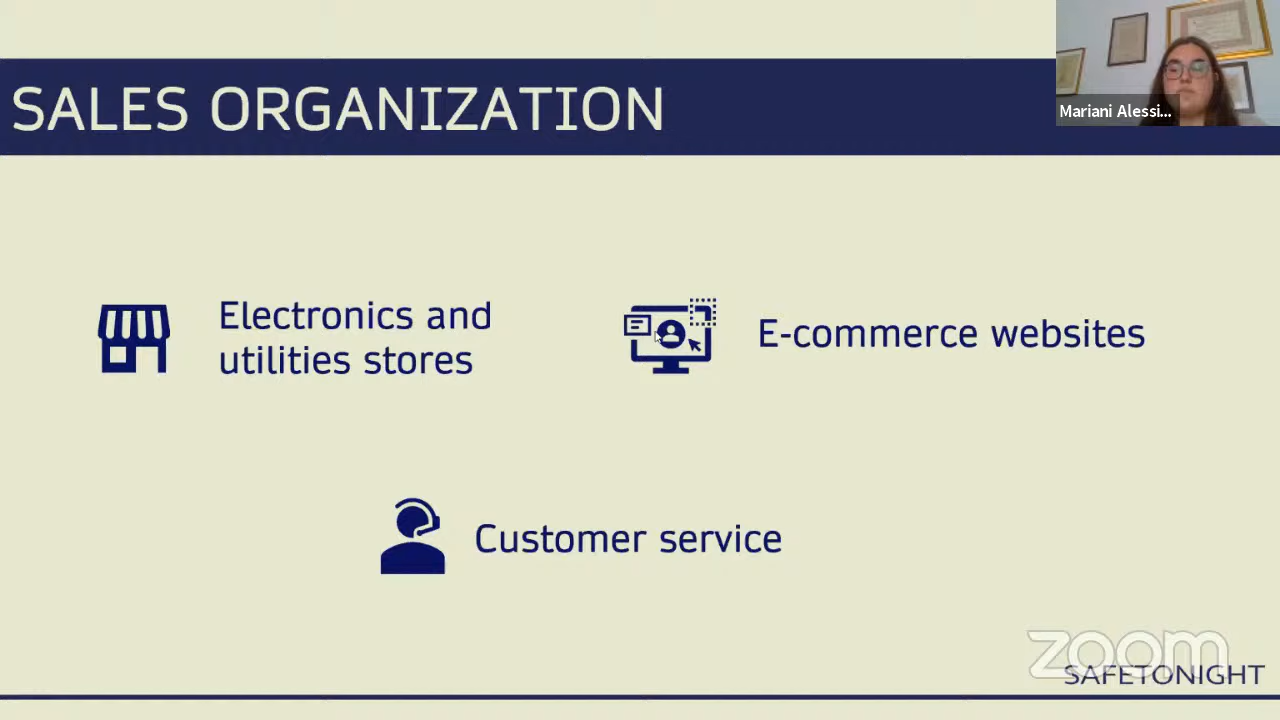 SALES ORGANIZATION
Mariani Alessi...
Electronics and
utilities stores
E-commerce websites
Customer service
zoom
SAFETONIGHT